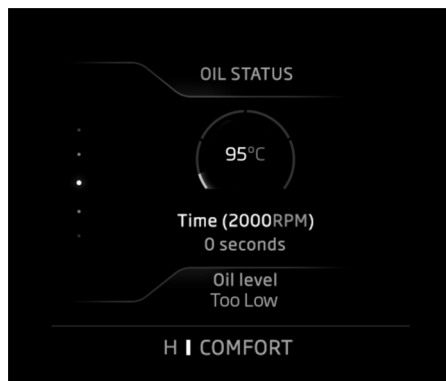 OIL STATUS
95°C
Time (2000RPM)
0 seconds
Oil level
Too Low
H COMFORT